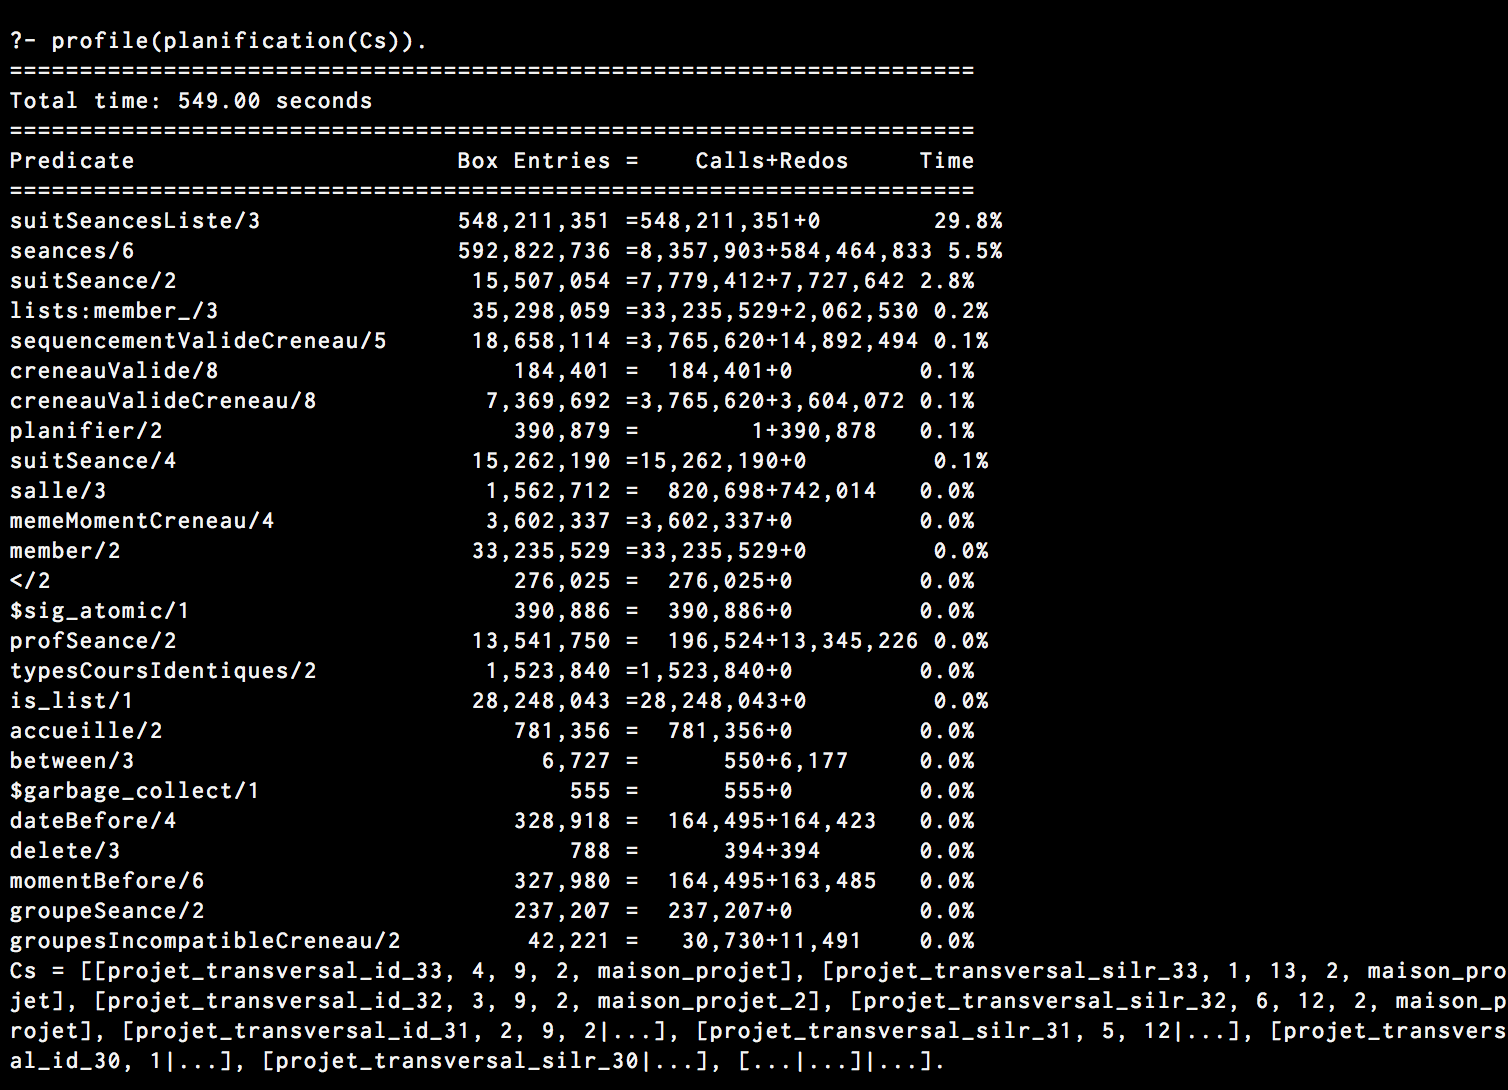 ?- profile(planification(Cs)).
=====================================================================
Total time: 549.00 seconds
=====================================================================
Predicate                       Box Entries =    Calls+Redos     Time
=====================================================================
suitSeancesListe/3              548,211,351 =548,211,351+0        29.8%
seances/6                       592,822,736 =8,357,903+584,464,833 5.5%
suitSeance/2                     15,507,054 =7,779,412+7,727,642 2.8%
lists:member_/3                  35,298,059 =33,235,529+2,062,530 0.2%
sequencementValideCreneau/5      18,658,114 =3,765,620+14,892,494 0.1%
creneauValide/8                     184,401 =  184,401+0         0.1%
creneauValideCreneau/8            7,369,692 =3,765,620+3,604,072 0.1%
planifier/2                         390,879 =        1+390,878   0.1%
suitSeance/4                     15,262,190 =15,262,190+0         0.1%
salle/3                           1,562,712 =  820,698+742,014   0.0%
memeMomentCreneau/4               3,602,337 =3,602,337+0         0.0%
member/2                         33,235,529 =33,235,529+0         0.0%
</2                                 276,025 =  276,025+0         0.0%
$sig_atomic/1                       390,886 =  390,886+0         0.0%
profSeance/2                     13,541,750 =  196,524+13,345,226 0.0%
typesCoursIdentiques/2            1,523,840 =1,523,840+0         0.0%
is_list/1                        28,248,043 =28,248,043+0         0.0%
accueille/2                         781,356 =  781,356+0         0.0%
between/3                             6,727 =      550+6,177     0.0%
$garbage_collect/1                      555 =      555+0         0.0%
dateBefore/4                        328,918 =  164,495+164,423   0.0%
delete/3                                788 =      394+394       0.0%
momentBefore/6                      327,980 =  164,495+163,485   0.0%
groupeSeance/2                      237,207 =  237,207+0         0.0%
groupesIncompatibleCreneau/2         42,221 =   30,730+11,491    0.0%
Cs = [[projet_transversal_id_33, 4, 9, 2, maison_projet], [projet_transversal_silr_33, 1, 13, 2, maison_pro
jet], [projet_transversal_id_32, 3, 9, 2, maison_projet_2], [projet_transversal_silr_32, 6, 12, 2, maison_p
rojet], [projet_transversal_id_31, 2, 9, 2|...], [projet_transversal_silr_31, 5, 12|...], [projet_transvers
al_id_30, 1|...], [projet_transversal_silr_30|...], [...|...]|...].